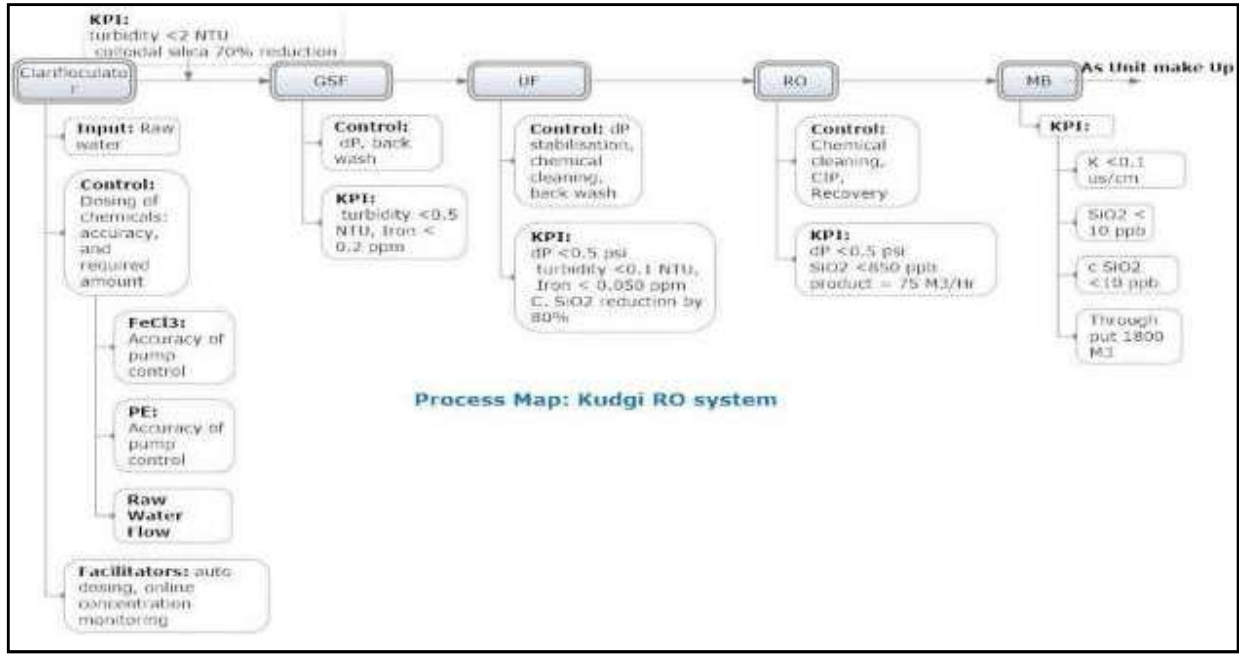 KPI:
turbidity <2 NTU
colloidal silica 70% reduction
Clariflocculato
r
GSF
UF
RO
MB
As Unit make Up
Input: Raw
water
Control:
Dosing of
chemicals:
accuracy,
and
required
amount
FeCl3:
Accuracy of
pump
control
PE:
Accuracy of
pump
control
Raw
Water
Flow
Facilitators: auto
dosing, online
concentration
monitoring
Control:
dP, back
wash
KPI:
turbidity <0.5
NTU, Iron <
0.2 ppm
Control: dP
stabilisation,
chemical
cleaning,
back wash
KPI:
dP <0.5 psi
turbidity <0.1 NTU,
Iron < 0.050 ppm
C. SiO2 reduction by
80%
Control:
Chemical
cleaning,
CIP,
Recovery
KPI:
dP <0.5 psi
SiO2 <850 ppb
product = 75 M3/Hr
KPI:
K <0.1
us/cm
SiO2 <
10 ppb
c SiO2
<10 ppb
Through
put 1800
M3
Process Map: Kudgi RO system